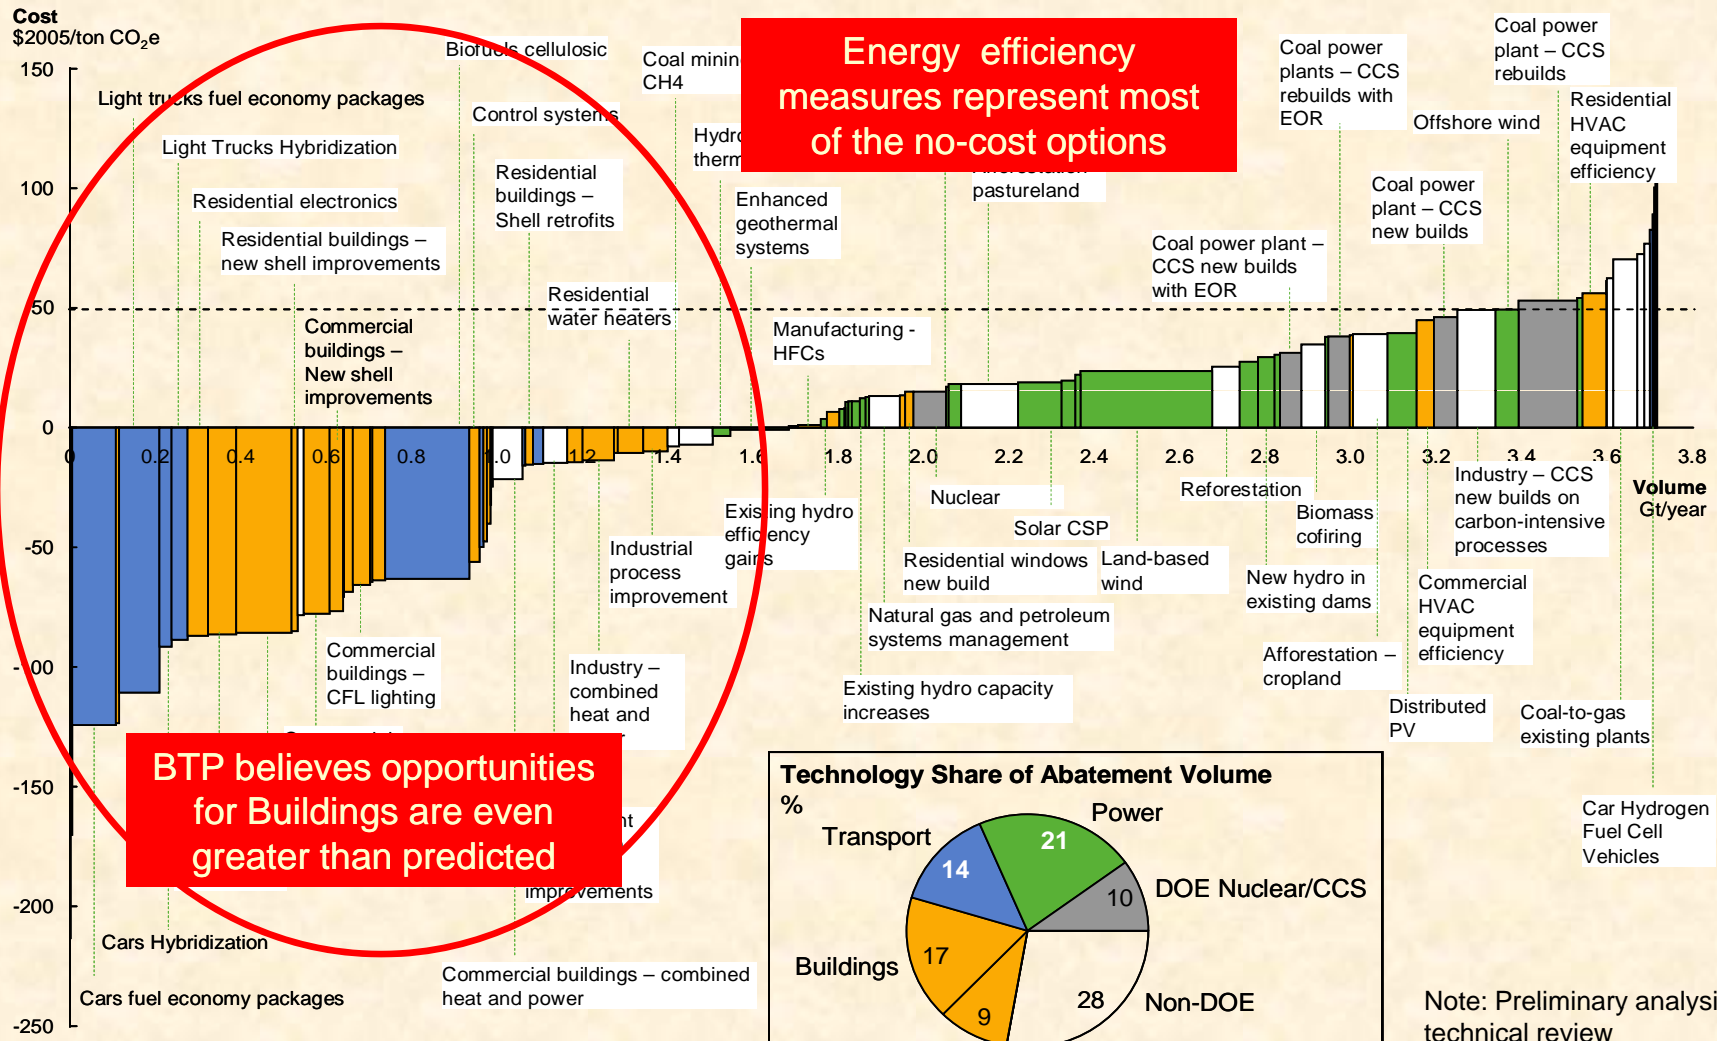 Cost
$2005/ton CO₂e
150
100
50
0
-50
-150
-200
-250
0
0.2
0.4
0.6
0.8
1.0
1.2
1.4
1.6
1.8
2.0
2.2
2.4
2.6
2.8
3.0
3.2
3.4
3.6
3.8
Volume
Gt/year
Light trucks fuel economy packages
Light Trucks Hybridization
Residential electronics
Residential buildings –
new shell improvements
Commercial
buildings –
New shell
improvements
Biofuels cellulosic
Control systems
Residential
buildings –
Shell retrofits
Residential
water heaters
Coal mining
CH4
Enhanced
geothermal
systems
Energy efficiency
measures represent most
of the no-cost options
pastureland
Manufacturing -
HFCs
Coal power plant –
CCS new builds
with EOR
Coal power
plants – CCS
rebuilds with
EOR
Coal power
plant – CCS
new builds
Offshore wind
Coal power
plant – CCS
rebuilds
Residential
HVAC
equipment
efficiency
Existing hydro
efficiency
gains
Industrial
process
improvement
Industry –
combined
heat and
Commercial
buildings –
CFL lighting
BTP believes opportunities
for Buildings are even
greater than predicted
improvements
Cars Hybridization
Cars fuel economy packages
Commercial buildings – combined
heat and power
Nuclear
Solar CSP
Residential windows
new build
Land-based
wind
Natural gas and petroleum
systems management
Existing hydro capacity
increases
Reforestation
Biomass
cofiring
New hydro in
existing dams
Afforestation –
cropland
Distributed
PV
Commercial
HVAC
equipment
efficiency
Industry – CCS
new builds on
carbon-intensive
processes
Coal-to-gas
existing plants
Car Hydrogen
Fuel Cell
Vehicles
Technology Share of Abatement Volume
%
Transport
14
Power
21
DOE Nuclear/CCS
10
Buildings
17
9
28
Non-DOE
Note: Preliminary
technical review